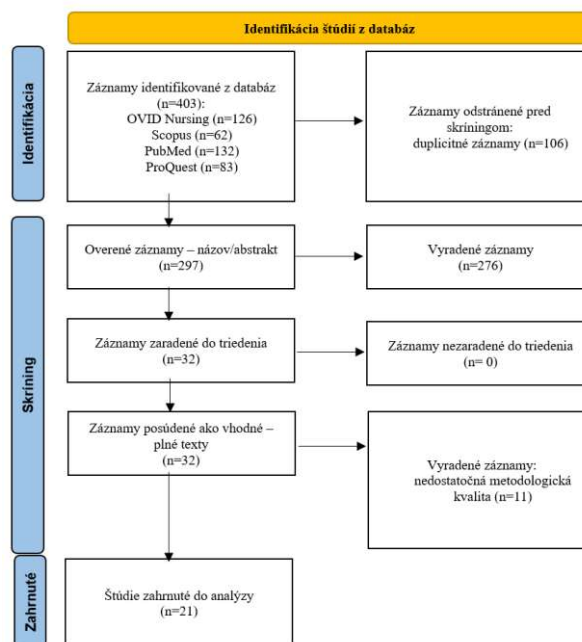 Identifikácia štúdií z databáz
Identifikácia
Záznamy identifikované z databáz
(n=403):
OVID Nursing (n=126)
Scopus (n=62)
PubMed (n=132)
ProQuest (n=83)
Záznamy odstránené pred
skríningom:
duplicitné záznamy (n=106)
Skríning
Overené záznamy – názov/abstrakt
(n=297)
Vyradené záznamy
(n=276)
Záznamy zaradené do triedenia
(n=32)
Záznamy nezaradené do triedenia
(n= 0)
Záznamy posúdené ako vhodné –
plné texty
(n=32)
Vyradené záznamy:
nedostatočná metodologická
kvalita (n=11)
Zahrnuté
Štúdie zahrnuté do analýzy
(n=21)